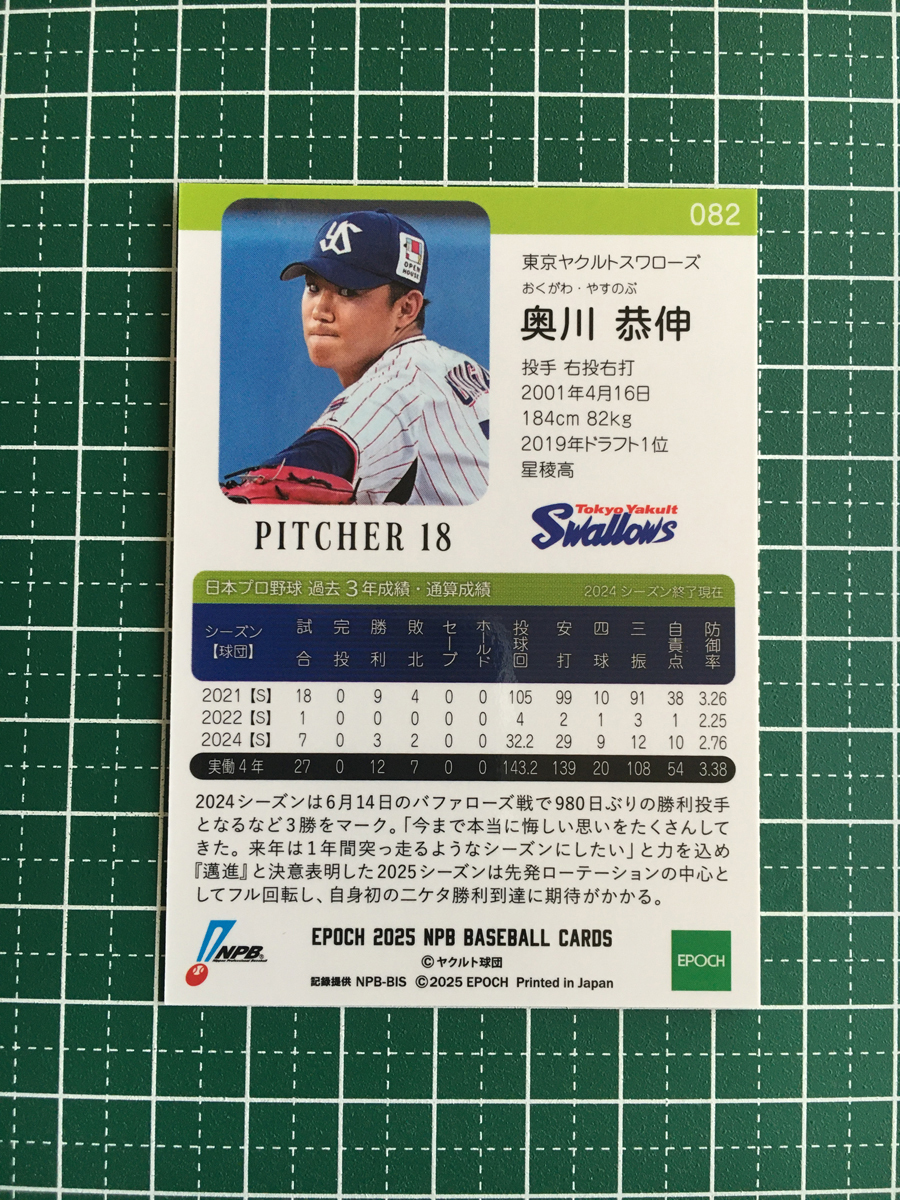 082
YS
OPEN
HOUSE
東京ヤクルトスワローズ
おくがわ・やすのぶ
奥川 恭伸
投手 右投右打
2001年4月16日
184cm 82kg
2019年ドラフト1位
星稜高
PITCHER 18
Tokyo Yakult
Swallows
日本プロ野球 過去3年成績・通算成績 2024 シーズン終了現在
シーズン【球団】 試合 完投 勝利 敗北 セーブ ホールド 投球回 安打 四球 三振 自責点 防御率
2021【S】 18 0 9 4 0 0 105 99 10 91 38 3.26
2022【S】 1 0 0 0 0 0 4 2 1 3 1 2.25
2024【S】 7 0 3 2 0 0 32.2 29 9 12 10 2.76
実働4年 27 0 12 7 0 0 143.2 139 20 108 54 3.38
2024シーズンは6月14日のバファローズ戦で980日ぶりの勝利投手
となるなど3勝をマーク。「今まで本当に悔しい思いをたくさんして
きた。来年は1年間突っ走るようなシーズンにしたい」と力を込め
『邁進』と決意表明した2025シーズンは先発ローテーションの中心と
してフル回転し、自身初の二ケタ勝利到達に期待がかかる。
NPB
EPOCH 2025 NPB BASEBALL CARDS
©ヤクルト球団
記録提供 NPB-BIS ©2025 EPOCH Printed in Japan
EPOCH